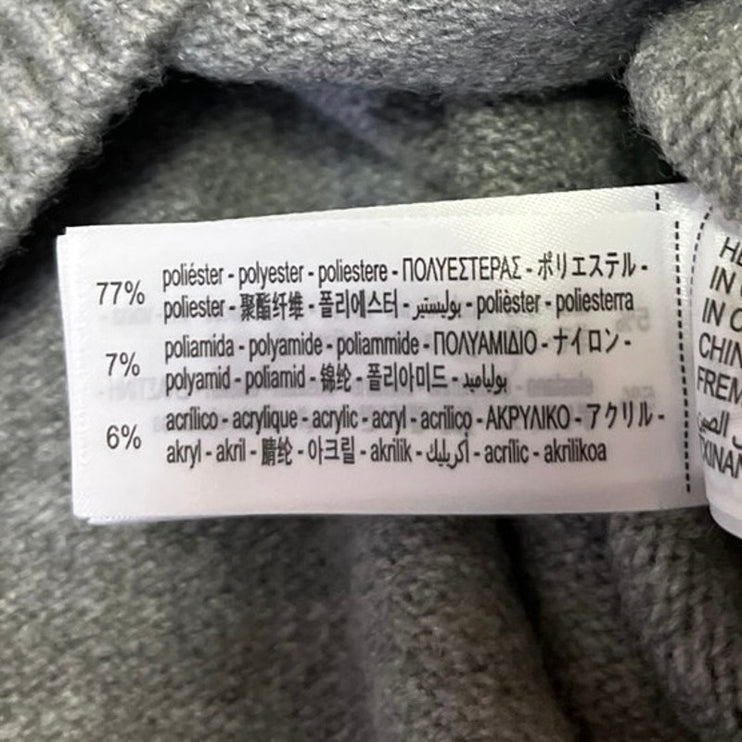 77%
poliéster - polyester - poliestere - ΠΟΛΥΕΣΤΕΡΑΣ - ポリエステル -
poliester - 聚酯纤维 - 폴리에스터 - بوليستير - polièster - poliesterra
7%
poliamida - polyamide - poliammide - ΠΟΛΥΑΜΙΔΙΟ - ナイロン -
polyamid - poliamid - 锦纶 - 폴리아미드 - بولياميد
6%
acrílico - acrylique - acrylic - acryl - acrilico - ΑΚΡΥΛΙΚΟ - アクリル -
akryl - akril - 腈纶 - 아크릴 - akrilik - أكريليك - acrílic - akrilikoa
IN
IN